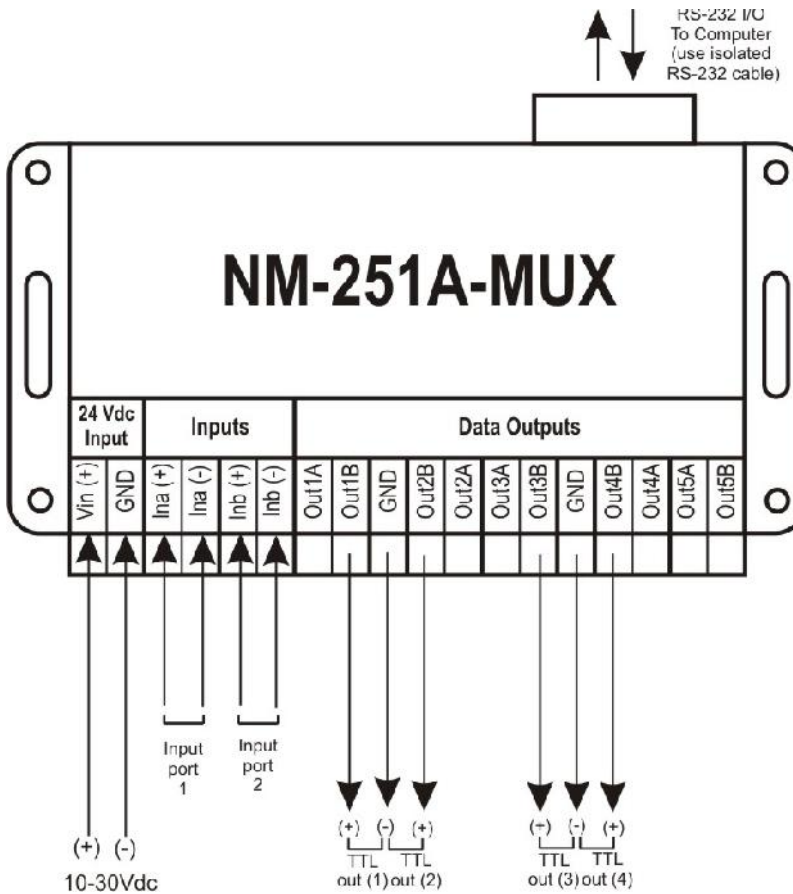 RS-232 I/O
To Computer
(use isolated
RS-232 cable)
NM-251A-MUX
24 Vdc
Input
Inputs
Data Outputs
Vin (+)
GND
Ina (+)
Ina (-)
Inb (+)
Inb (-)
Out1A
Out1B
GND
Out2B
Out2A
Out3A
Out3B
GND
Out4B
Out4A
Out5A
Out5B
Input
port
1
Input
port
2
(+) (-) (+)
TTL TTL
out (1) out (2)
(+) (-) (+)
TTL TTL
out (3) out (4)
(+) (-)
10-30Vdc